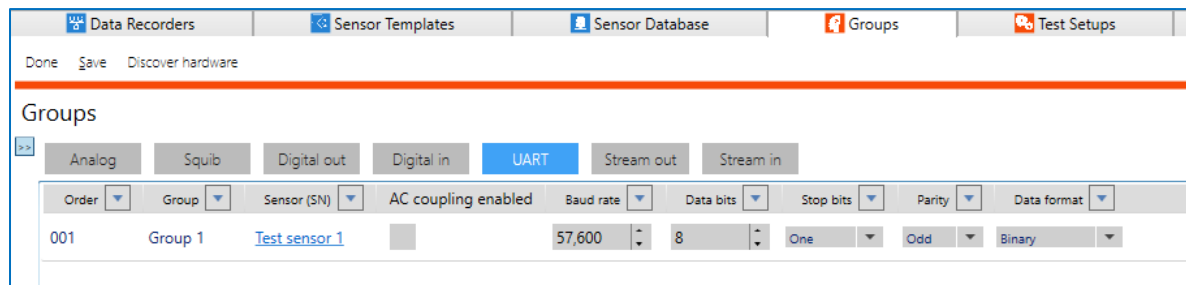 Data Recorders Sensor Templates Sensor Database Groups Test Setups
Done Save Discover hardware
Groups
>> Analog Squib Digital out Digital in UART Stream out Stream in
Order Group Sensor (SN) AC coupling enabled Baud rate Data bits Stop bits Parity Data format
001 Group 1 Test sensor 1 57,600 8 One Odd Binary